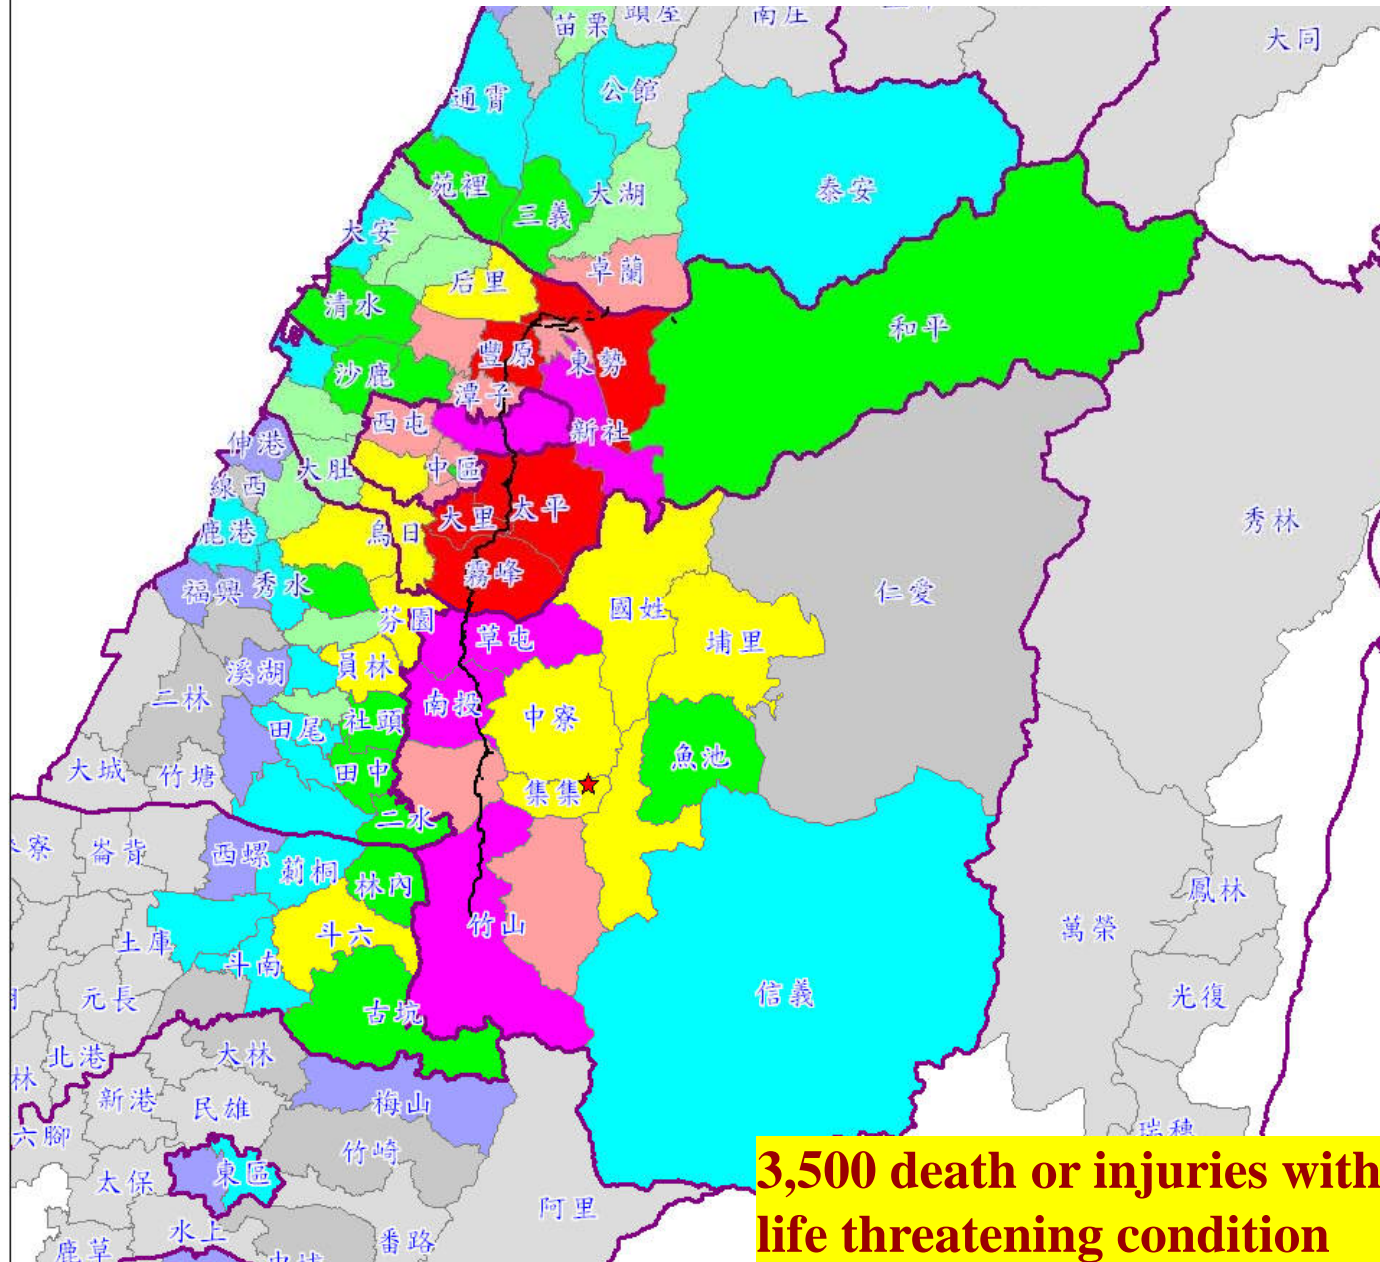 苗栗
頭屋
南庄
大同
通霄
公館
泰安
苑裡
三義
大湖
大安
后里
卓蘭
清水
和平
豐原
東勢
沙鹿
潭子
西屯
新社
伸港
大肚
中區
線西
大里
太平
鹿港
烏日
秀林
霧峰
福興
秀水
仁愛
芬園
國姓
草屯
埔里
溪湖
員林
二林
南投
中寮
田尾
社頭
魚池
大城
竹塘
田中
集集
二水
寮
崙背
西螺
莿桐
林內
鳳林
斗六
竹山
萬榮
土庫
斗南
元長
信義
光復
古坑
北港
大林
林
新港
民雄
梅山
六腳
瑞穗
竹崎
太保
東區
阿里
水上
鹿草
番路
3,500 death or injuries with
life threatening condition